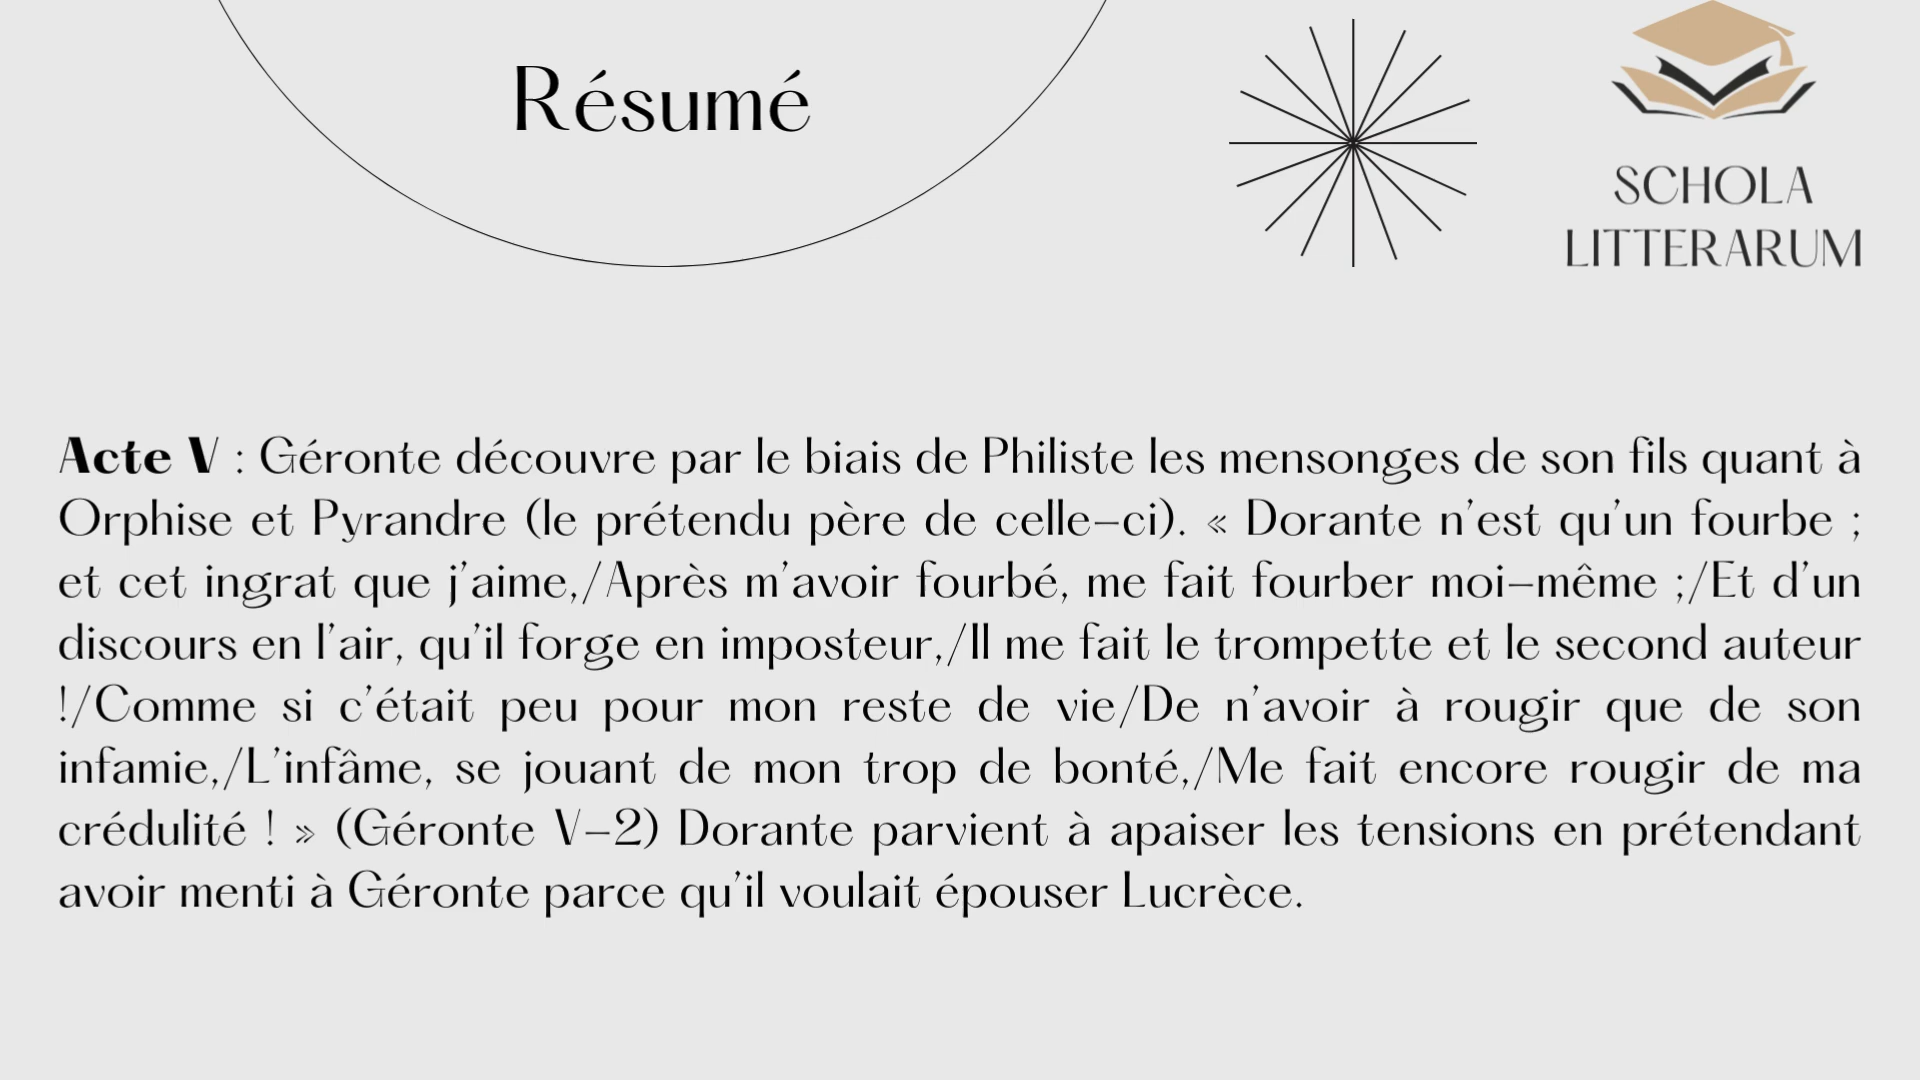 Résumé
SCHOLA
LITTERARUM
Acte V : Géronte découvre par le biais de Philiste les mensonges de son fils quant à
Orphise et Pyrandre (le prétendu père de celle-ci). « Dorante n'est qu'un fourbe ;
et cet ingrat que j'aime,/Après m'avoir fourbé, me fait fourber moi-même ;/Et d'un
discours en l'air, qu'il forge en imposteur,/Il me fait le trompette et le second auteur
!/Comme si c'était peu pour mon reste de vie/De n'avoir à rougir que de son
infamie,/L'infâme, se jouant de mon trop de bonté,/Me fait encore rougir de ma
crédulité ! » (Géronte V-2) Dorante parvient à apaiser les tensions en prétendant
avoir menti à Géronte parce qu'il voulait épouser Lucrèce.